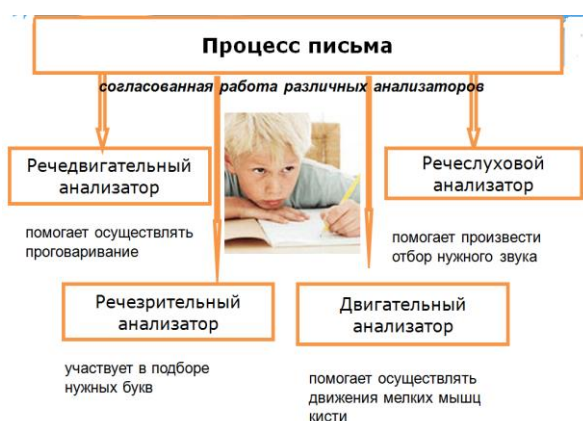 Процесс письма
согласованная работа различных анализаторов
Речедвигательный
анализатор
помогает осуществлять
проговаривание
Речеслуховой
анализатор
помогает произвести
отбор нужного звука
Речезрительный
анализатор
участвует в подборе
нужных букв
Двигательный
анализатор
помогает осуществлять
движения мелких мышц
кисти